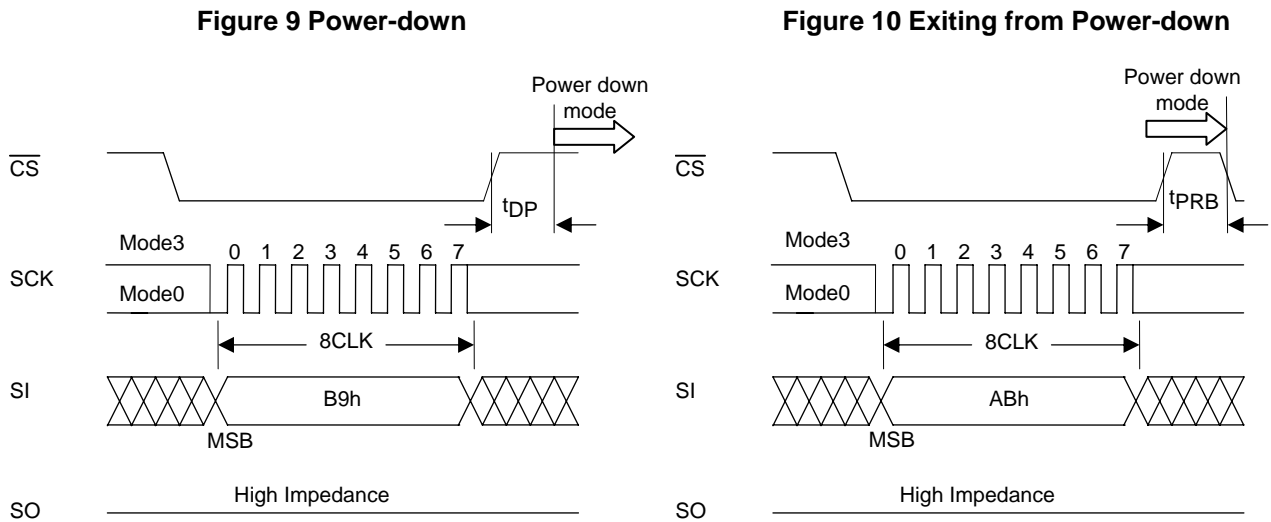 Figure 9 Power-down
Power down
mode
CS
tDP
Mode3
0 1 2 3 4 5 6 7
SCK
Mode0
8CLK
SI
B9h
MSB
High Impedance
SO
Figure 10 Exiting from Power-down
Power down
mode
CS
tPRB
Mode3
0 1 2 3 4 5 6 7
SCK
Mode0
8CLK
SI
ABh
MSB
High Impedance
SO